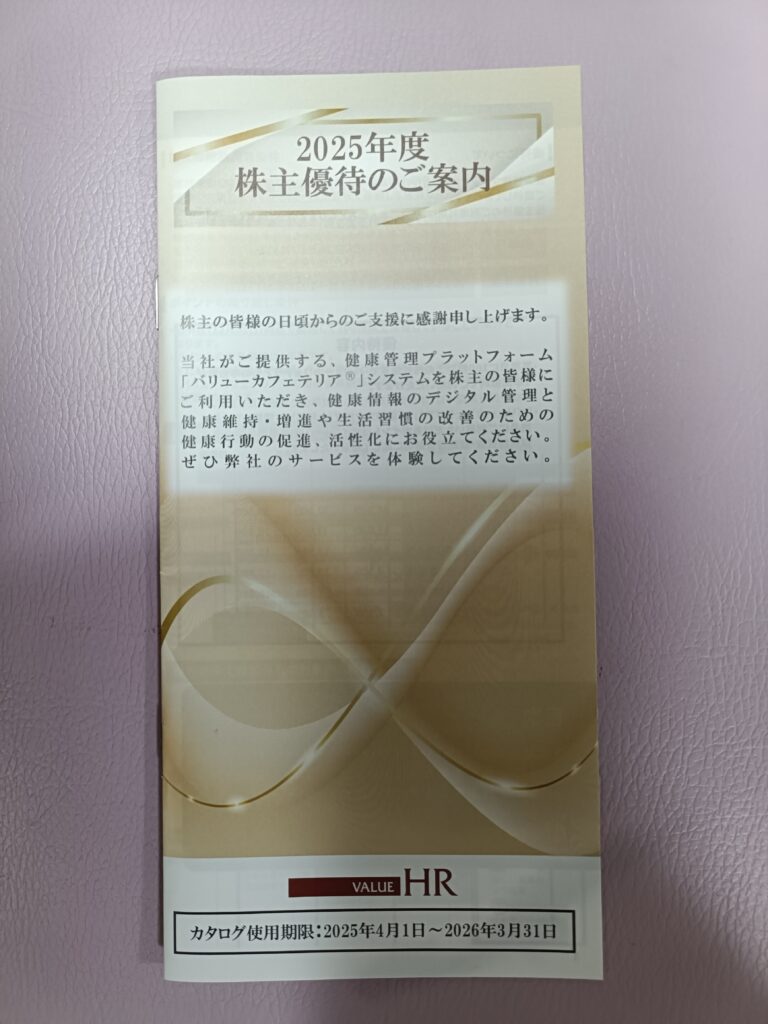 2025年度
株主優待のご案内
株主の皆様の日頃からのご支援に感謝申し上げます。
当社がご提供する、健康管理プラットフォーム
「バリューカフェテリア®」システムを株主の皆様に
ご利用いただき、健康情報のデジタル管理と
健康維持・増進や生活習慣の改善のための
健康行動の促進、活性化にお役立てください。
ぜひ弊社のサービスを体験してください。
VALUE HR
カタログ使用期限：2025年4月1日～2026年3月31日